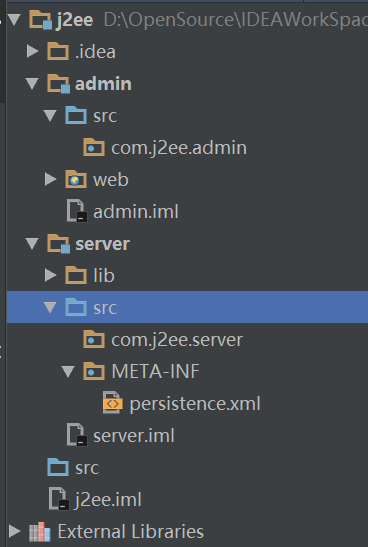 j2ee D:\OpenSource\IDEAWorkSpac
.idea
admin
src
com.j2ee.admin
web
admin.iml
server
lib
src
com.j2ee.server
META-INF
persistence.xml
server.iml
src
j2ee.iml
External Libraries